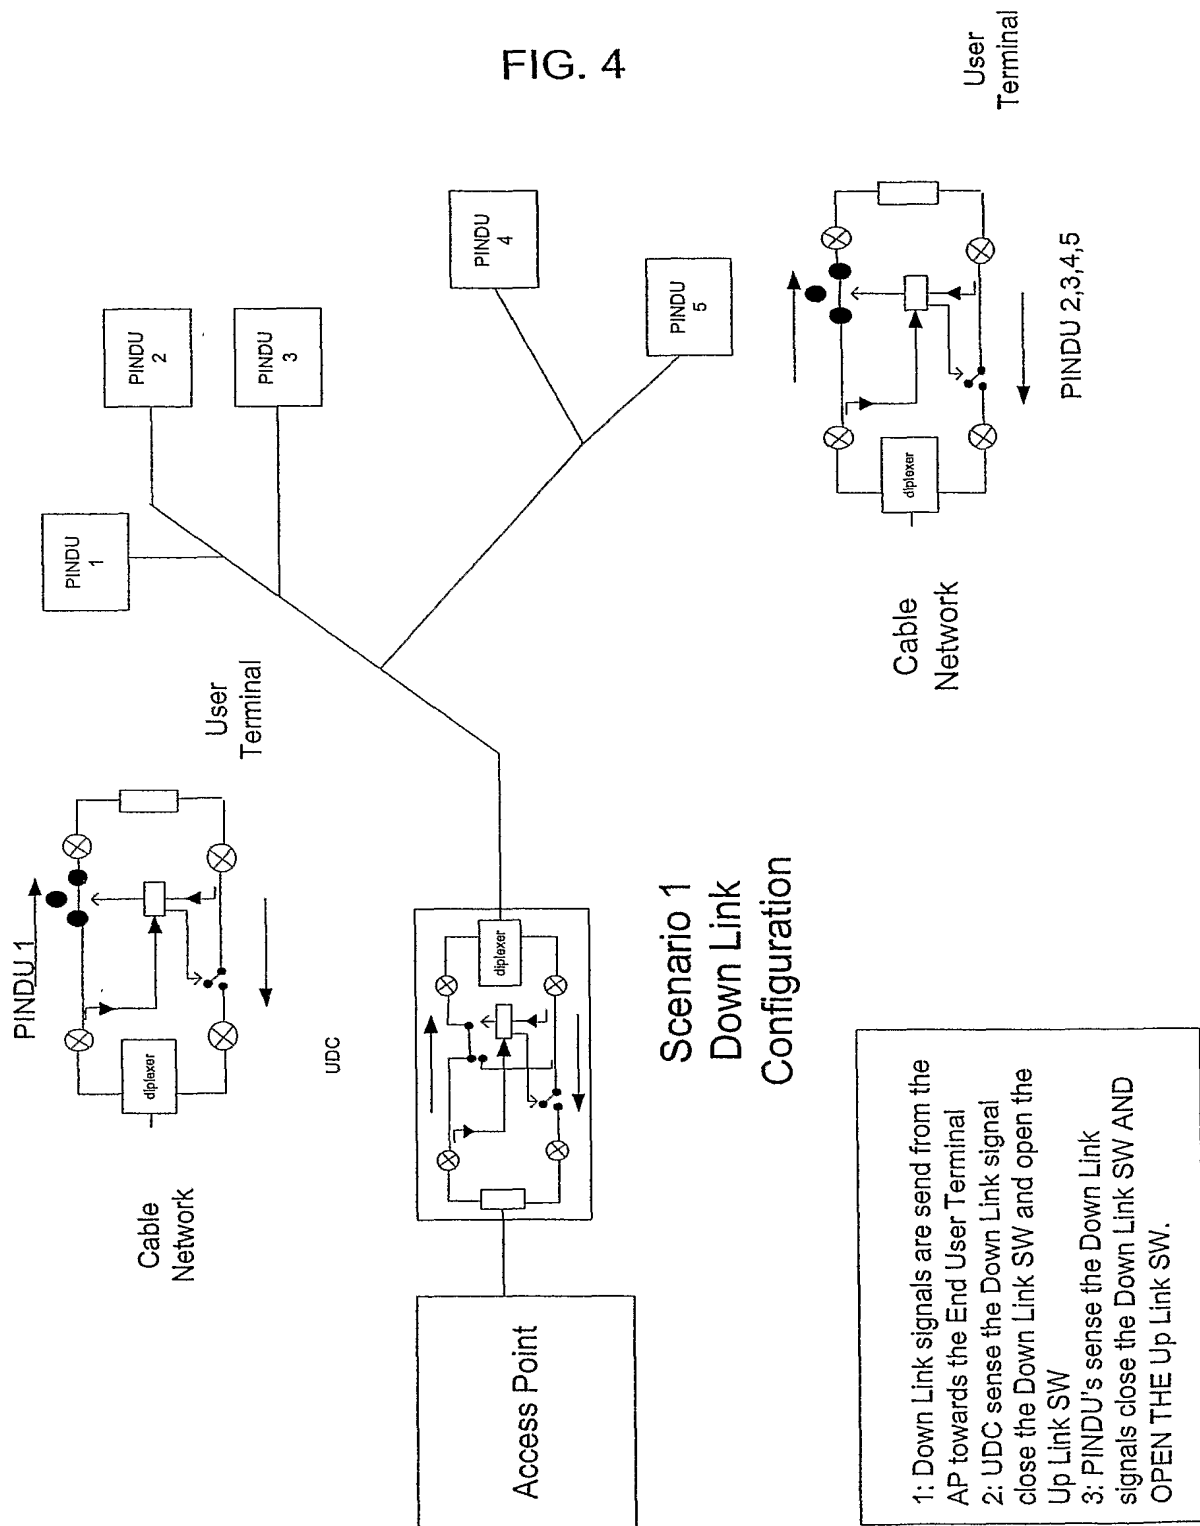 FIG. 4
PINDU 1
diplexer
Cable
Network
User
Terminal
UDC
PINDU
1
PINDU
2
PINDU
3
PINDU
4
PINDU
5
Access Point
diplexer
Scenario 1
Down Link
Configuration
diplexer
Cable
Network
User
Terminal
PINDU 2,3,4,5
1: Down Link signals are send from the
AP towards the End User Terminal
2: UDC sense the Down Link signal
close the Down Link SW and open the
Up Link SW
3: PINDU's sense the Down Link
signals close the Down Link SW AND
OPEN THE Up Link SW.